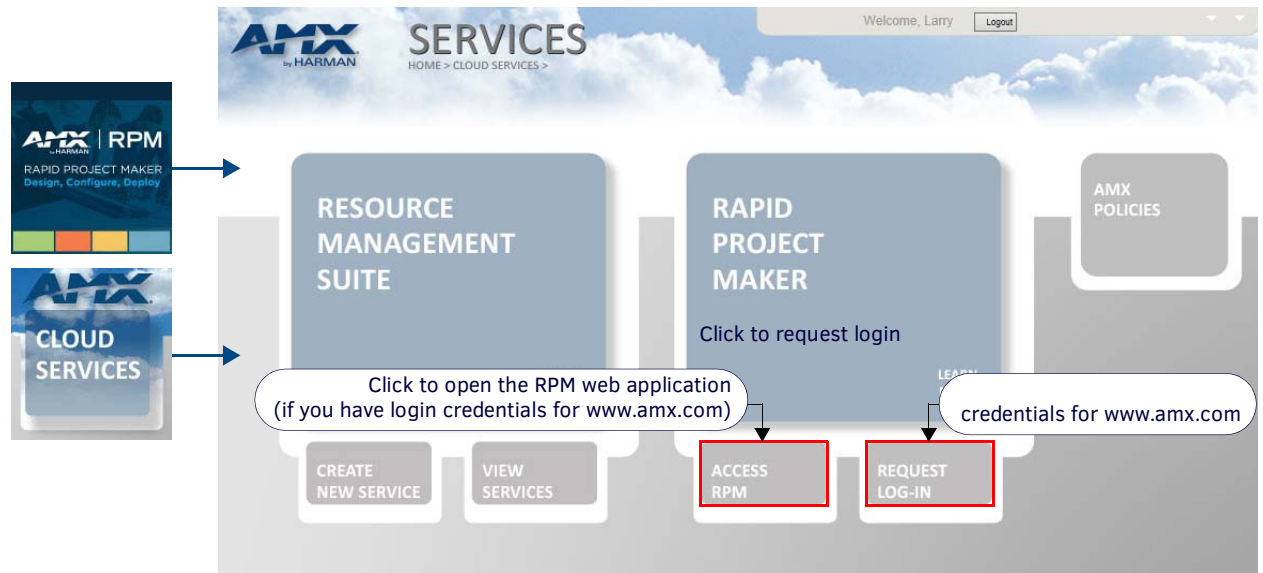 AMX
by HARMAN
RPM
RAPID PROJECT MAKER
Design, Configure, Deploy
AMX
CLOUD
SERVICES
AMX
by HARMAN
SERVICES
HOME > CLOUD SERVICES >
Welcome, Larry
Logout
RESOURCE
MANAGEMENT
SUITE
RAPID
PROJECT
MAKER
AMX
POLICIES
Click to request login
credentials for www.amx.com
Click to open the RPM web application
(if you have login credentials for www.amx.com)
CREATE
NEW SERVICE
VIEW
SERVICES
ACCESS
RPM
REQUEST
LOG-IN